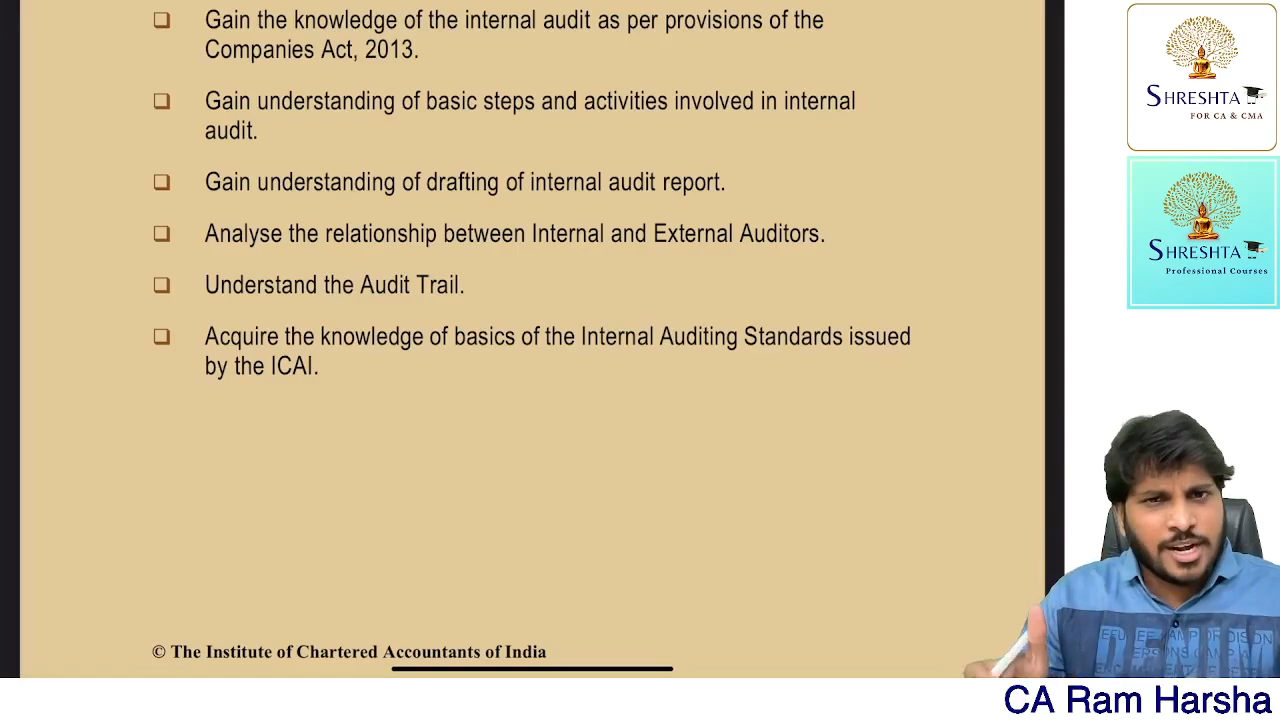 ❑ Gain the knowledge of the internal audit as per provisions of the
Companies Act, 2013.
❑ Gain understanding of basic steps and activities involved in internal
audit.
❑ Gain understanding of drafting of internal audit report.
❑ Analyse the relationship between Internal and External Auditors.
❑ Understand the Audit Trail.
❑ Acquire the knowledge of basics of the Internal Auditing Standards issued
by the ICAI.
© The Institute of Chartered Accountants of India
SHRESHTA
FOR CA & CMA
SHRESHTA
Professional Courses
CA Ram Harsha